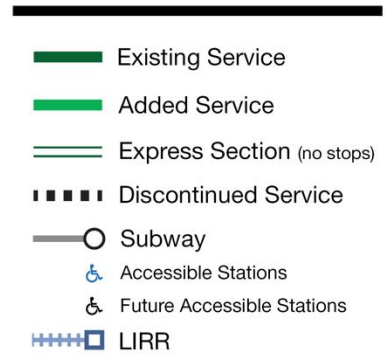 Existing Service
Added Service
Express Section (no stops)
Discontinued Service
Subway
Accessible Stations
Future Accessible Stations
LIRR